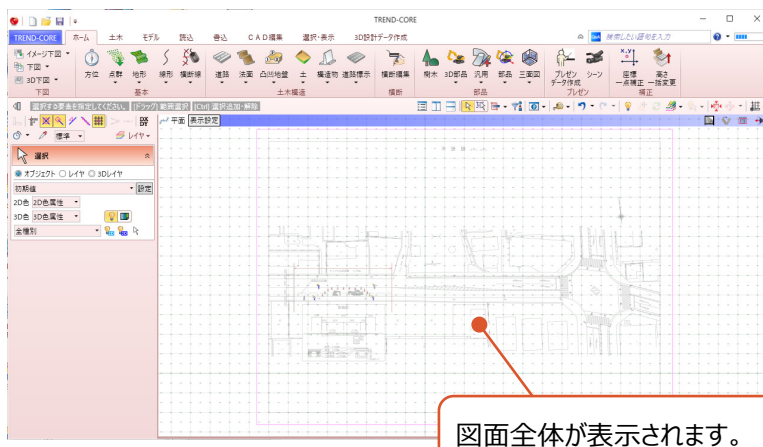 TREND-CORE
TREND-CORE ホーム 土木 モデル 読込 書込 CAD編集 選択・表示 3D設計データ作成 検索したい語句を入力
イメージ下図
下図
3D下図
方位 点群 地形 線形 横断線 道路 法面 凸凹地盤 土 構造物 道路標示 横断編集 樹木 3D部品 汎用 部品 三面図 プレゼンデータ作成 シーン 座標一点補正 高さ一括変更
下図 基本 土木構造 横断 部品 プレゼン 補正
選択する要素を指定してください。 [ドラッグ] 範囲選択 [Ctrl] 選択追加・解除
標準 レイヤ
平面 表示設定
選択
オブジェクト レイヤ 3Dレイヤ
初期値 設定
2D色 2D色属性
3D色 3D色属性
全種別
図面全体が表示されます。